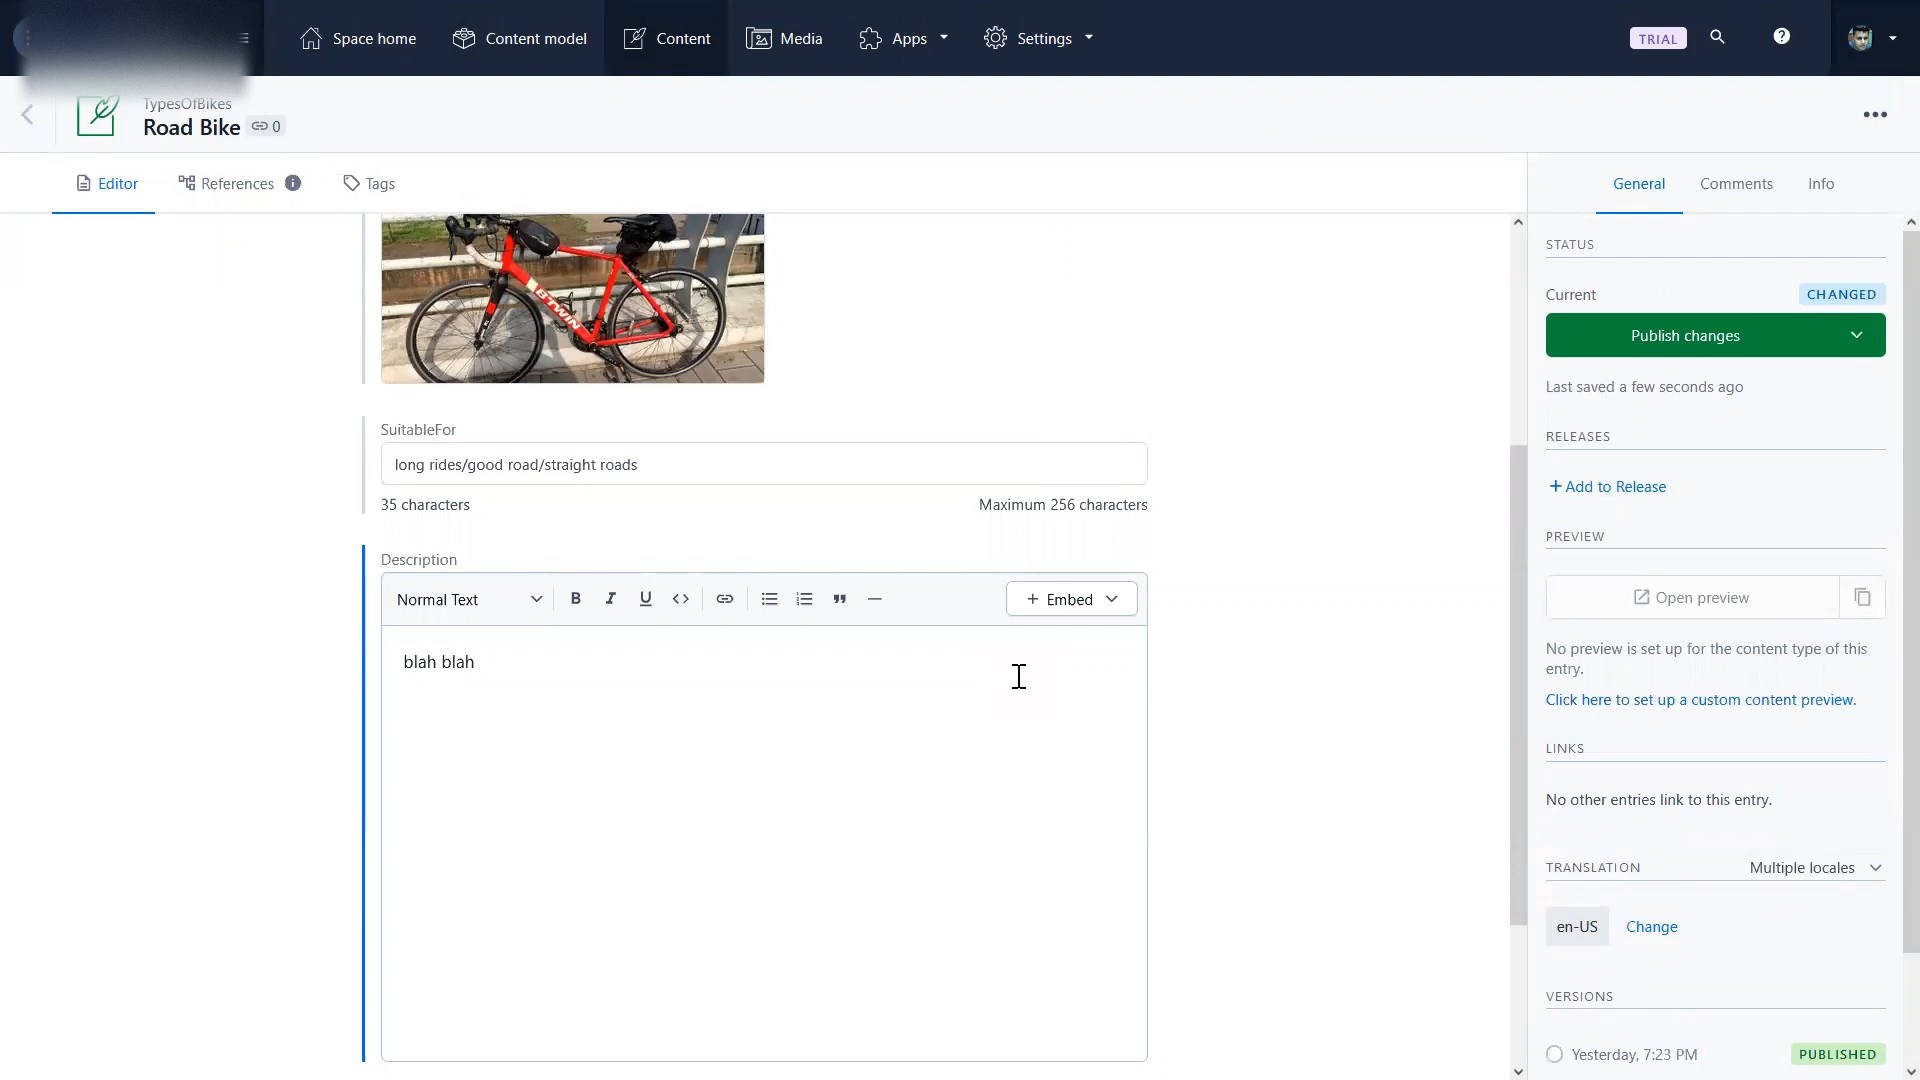 Space home
Content model
Content
Media
Apps
Settings
TRIAL
TypesOfBikes
Road Bike
0
Editor
References
Tags
General
Comments
Info
BTWIN
SuitableFor
long rides/good road/straight roads
35 characters
Maximum 256 characters
Description
Normal Text
B I U <>
+ Embed
blah blah
STATUS
Current
CHANGED
Publish changes
Last saved a few seconds ago
RELEASES
+ Add to Release
PREVIEW
Open preview
No preview is set up for the content type of this
entry.
Click here to set up a custom content preview.
LINKS
No other entries link to this entry.
TRANSLATION
Multiple locales
en-US
Change
VERSIONS
Yesterday, 7:23 PM
PUBLISHED